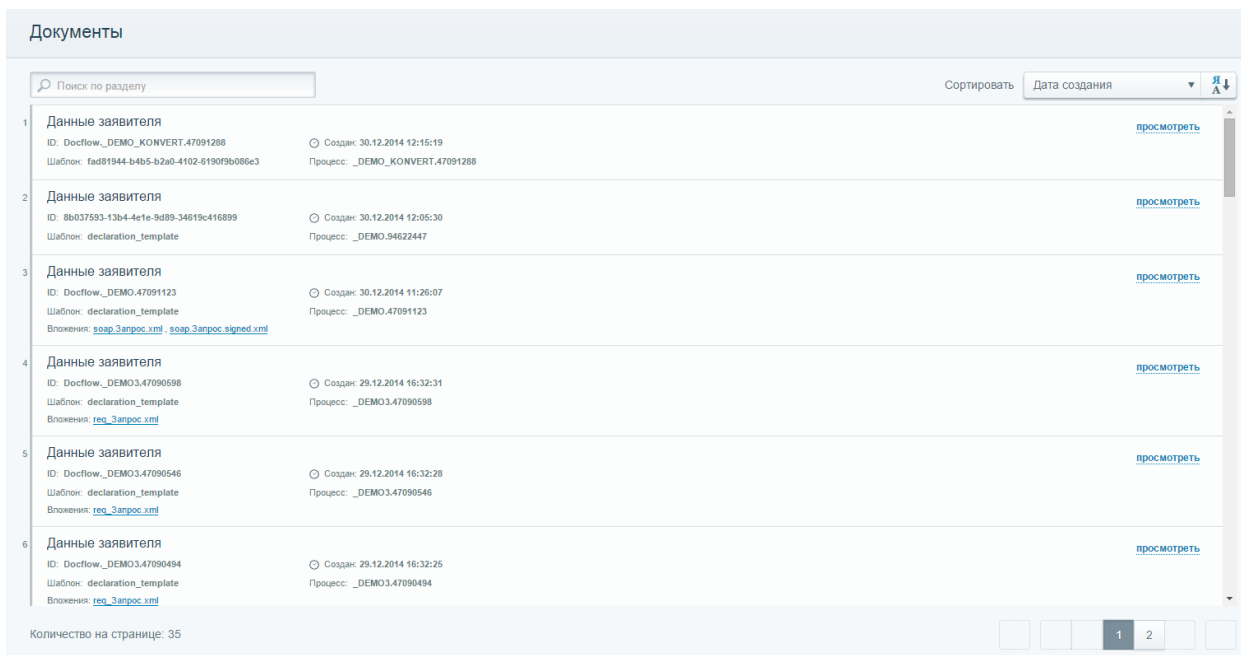 Документы
Поиск по разделу
Сортировать Дата создания ▼ Я А
1 Данные заявителя просмотреть
ID: Docflow._DEMO_KONVERT.47091288 Создан: 30.12.2014 12:15:19
Шаблон: fad81944-b4b5-b2a0-4102-6190f9b086e3 Процесс: _DEMO_KONVERT.47091288
2 Данные заявителя просмотреть
ID: 8b037593-13b4-4e1e-9d89-34619c416899 Создан: 30.12.2014 12:05:30
Шаблон: declaration_template Процесс: _DEMO.94622447
3 Данные заявителя просмотреть
ID: Docflow._DEMO.47091123 Создан: 30.12.2014 11:26:07
Шаблон: declaration_template Процесс: _DEMO.47091123
Вложения: soap.Запрос.xml , soap.Запрос.signed.xml
4 Данные заявителя просмотреть
ID: Docflow._DEMO3.47090598 Создан: 29.12.2014 16:32:31
Шаблон: declaration_template Процесс: _DEMO3.47090598
Вложения: req_Запрос.xml
5 Данные заявителя просмотреть
ID: Docflow._DEMO3.47090546 Создан: 29.12.2014 16:32:28
Шаблон: declaration_template Процесс: _DEMO3.47090546
Вложения: req_Запрос.xml
6 Данные заявителя просмотреть
ID: Docflow._DEMO3.47090494 Создан: 29.12.2014 16:32:25
Шаблон: declaration_template Процесс: _DEMO3.47090494
Вложения: req_Запрос.xml
Количество на странице: 35 1 2